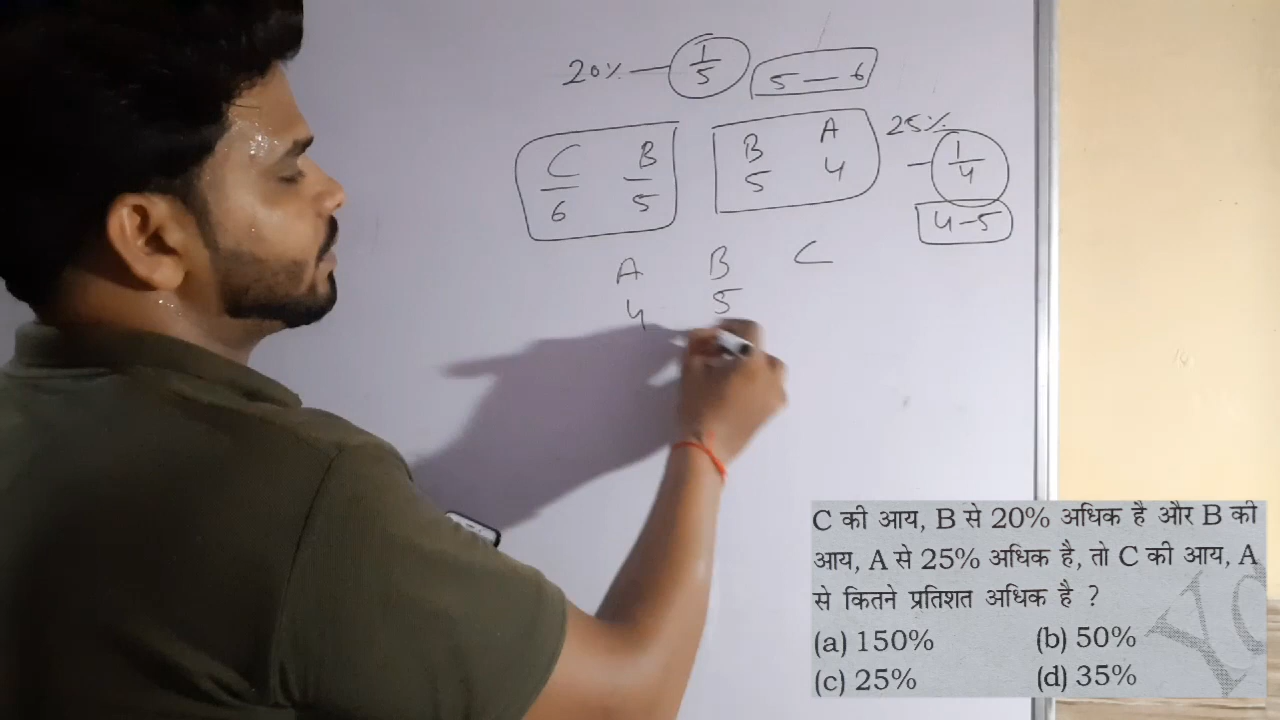 20% — 1/5 5 — 6
C/6 B/5 B 5 A 4 25% — 1/4
4-5
A B C
4 5
C की आय, B से 20% अधिक है और B की
आय, A से 25% अधिक है, तो C की आय, A
से कितने प्रतिशत अधिक है ?
(a) 150% (b) 50%
(c) 25% (d) 35%